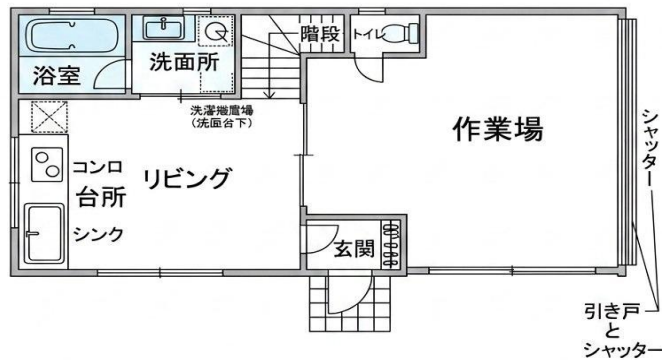 階段
トイレ
洗面所
浴室
洗濯機置場
(洗面台下)
作業場
シャッター
コンロ
台所
リビング
シンク
玄関
引き戸
と
シャッター